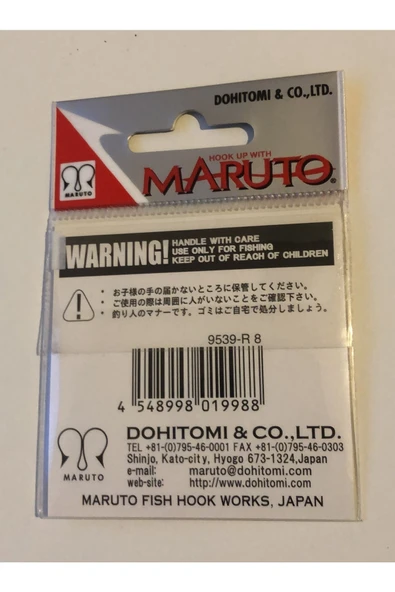 DOHITOMI & CO.,LTD.
HOOK UP WITH
MARUTO®
MARUTO
WARNING!
HANDLE WITH CARE
USE ONLY FOR FISHING
KEEP OUT OF REACH OF CHILDREN
• お子様の手の届かないところに保管してください。
• ご使用の際は周囲に人がいないことをご確認下さい。
• 釣り人のマナーです。ゴミはご自宅で処分しましょう。
9539-R 8
4 548998 019988
DOHITOMI & CO.,LTD.
TEL +81-(0)795-46-0001 FAX +81-(0)795-46-0303
Shinjo, Kato-city, Hyogo 673-1324,Japan
e-mail: maruto@dohitomi.com
web-site: http://www.dohitomi.com
MARUTO
MARUTO FISH HOOK WORKS, JAPAN